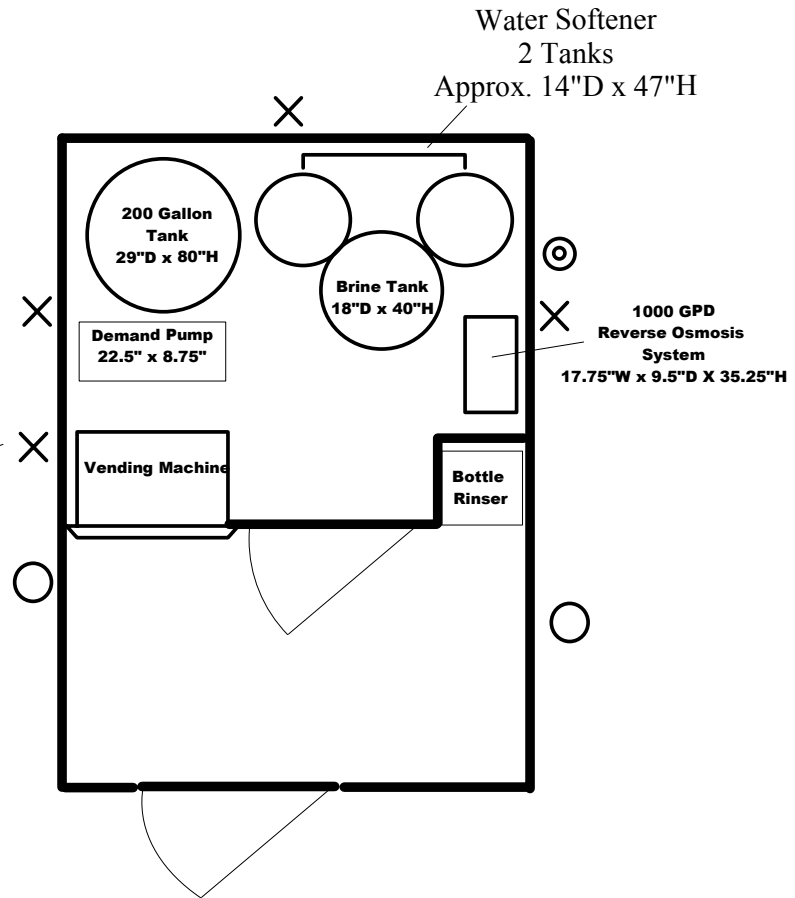 Water Softener
2 Tanks
Approx. 14"D x 47"H
200 Gallon
Tank
29"D x 80"H
Brine Tank
18"D x 40"H
Demand Pump
22.5" x 8.75"
1000 GPD
Reverse Osmosis
System
17.75"W x 9.5"D X 35.25"H
Vending Machine
Bottle
Rinser